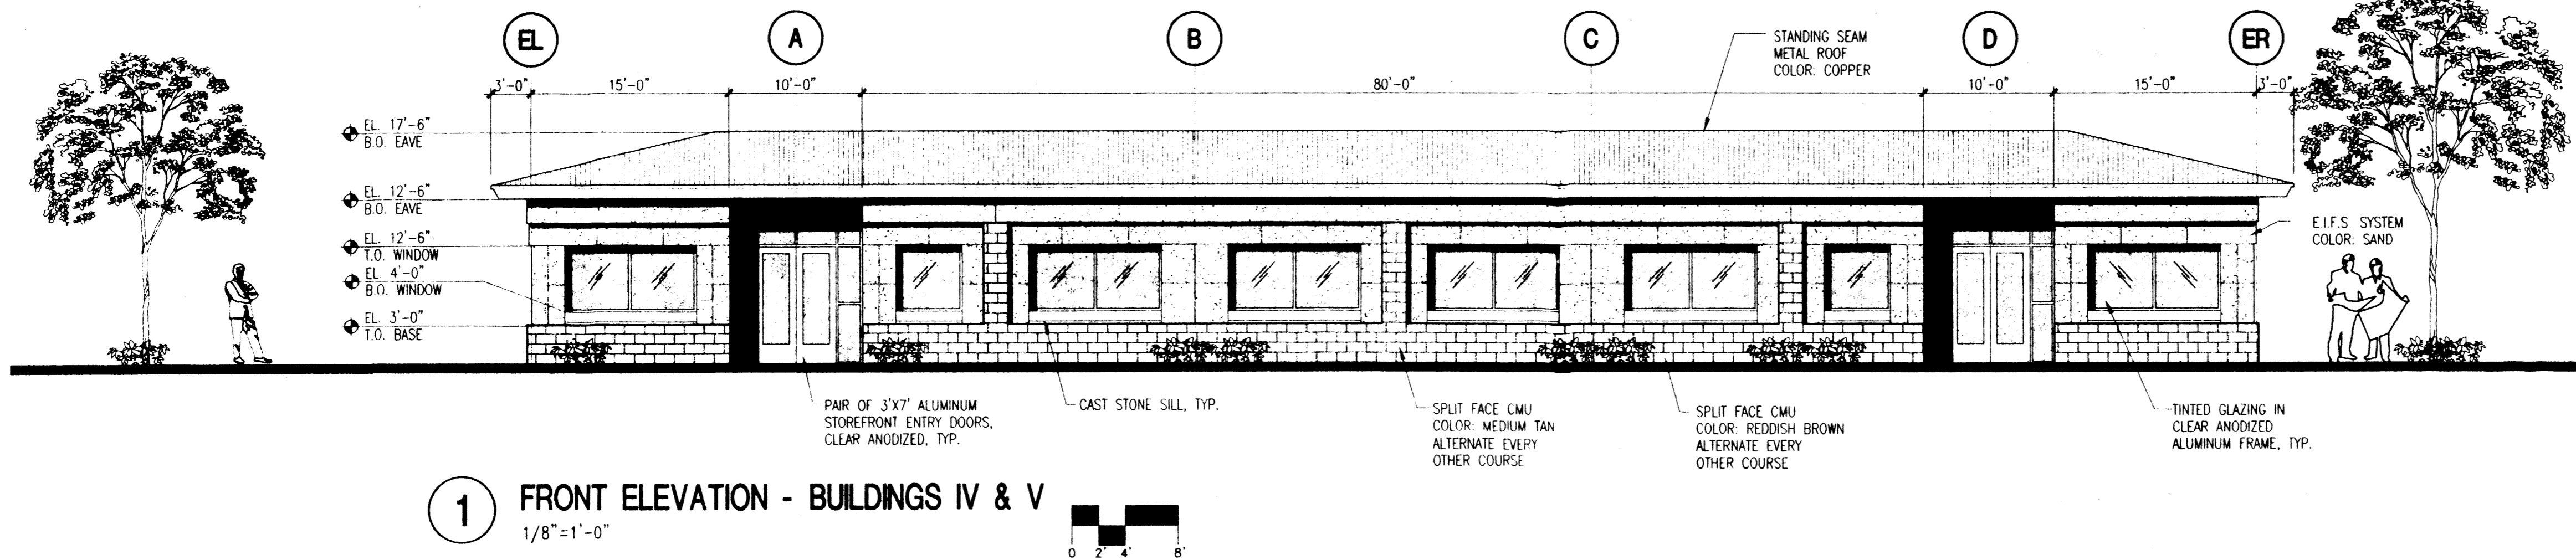 EL A B C D ER
3'-0" 15'-0" 10'-0" 80'-0" 10'-0" 15'-0" 3'-0"
STANDING SEAM
METAL ROOF
COLOR: COPPER
EL. 17'-6"
B.O. EAVE
EL. 12'-6"
B.O. EAVE
EL. 12'-6"
T.O. WINDOW
EL. 4'-0"
B.O. WINDOW
EL. 3'-0"
T.O. BASE
E.I.F.S. SYSTEM
COLOR: SAND
PAIR OF 3'X7' ALUMINUM
STOREFRONT ENTRY DOORS,
CLEAR ANODIZED, TYP.
CAST STONE SILL, TYP.
SPLIT FACE CMU
COLOR: MEDIUM TAN
ALTERNATE EVERY
OTHER COURSE
SPLIT FACE CMU
COLOR: REDDISH BROWN
ALTERNATE EVERY
OTHER COURSE
TINTED GLAZING IN
CLEAR ANODIZED
ALUMINUM FRAME, TYP.
1
FRONT ELEVATION - BUILDINGS IV & V
1/8"=1'-0"
0 2' 4' 8'